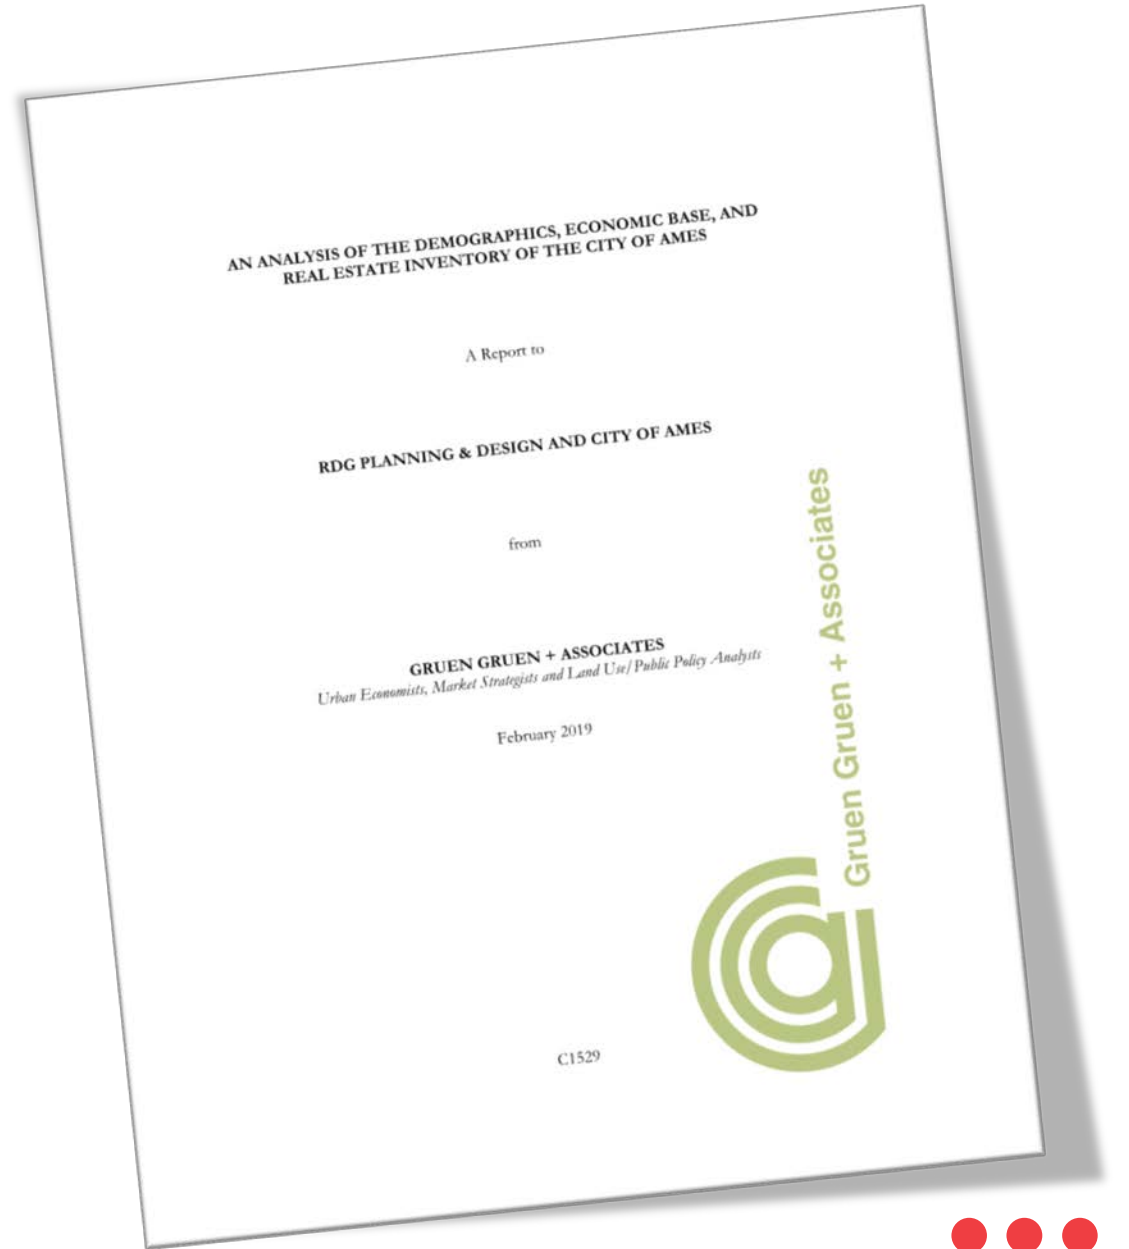 AN ANALYSIS OF THE DEMOGRAPHICS, ECONOMIC BASE, AND
REAL ESTATE INVENTORY OF THE CITY OF AMES
A Report to
RDG PLANNING & DESIGN AND CITY OF AMES
from
GRUEN GRUEN + ASSOCIATES
Urban Economists, Market Strategists and Land Use/Public Policy Analysts
February 2019
Gruen Gruen + Associates
C1529